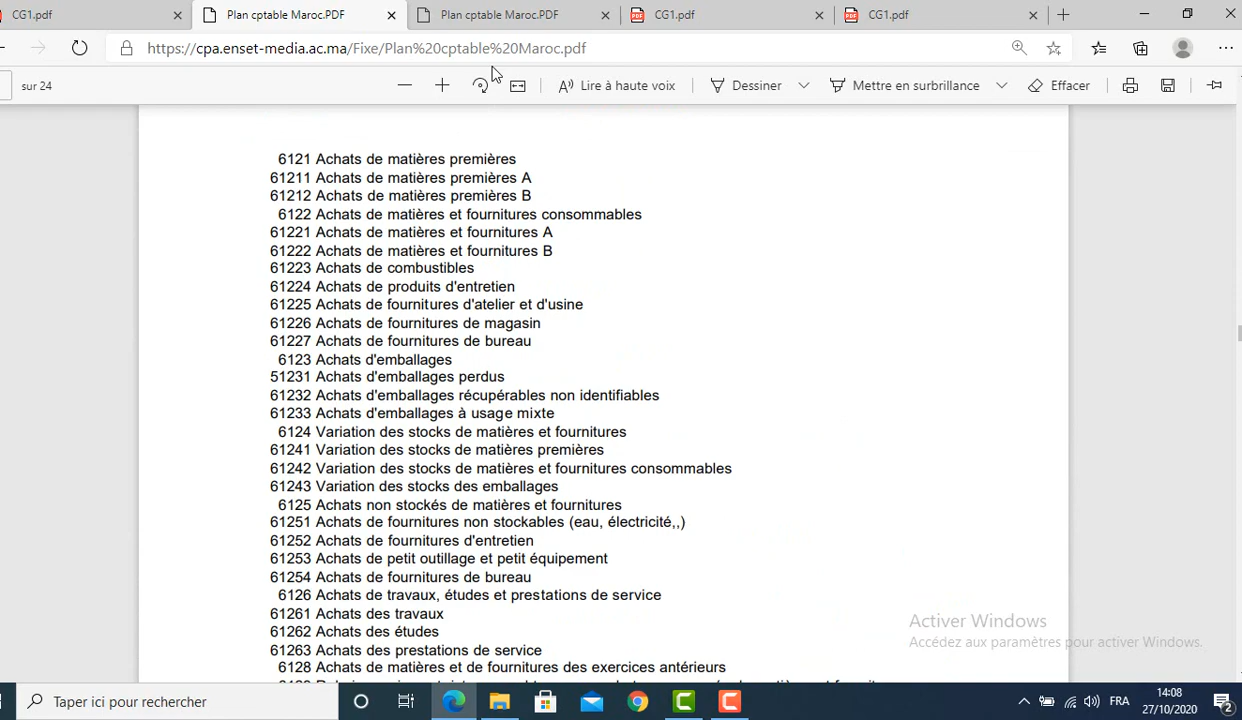 CG1.pdf
Plan cptable Maroc.PDF
Plan cptable Maroc.PDF
CG1.pdf
CG1.pdf
https://cpa.enset-media.ac.ma/Fixe/Plan%20cptable%20Maroc.pdf
sur 24
Lire à haute voix
Dessiner
Mettre en surbrillance
Effacer
6121 Achats de matières premières
61211 Achats de matières premières A
61212 Achats de matières premières B
6122 Achats de matières et fournitures consommables
61221 Achats de matières et fournitures A
61222 Achats de matières et fournitures B
61223 Achats de combustibles
61224 Achats de produits d'entretien
61225 Achats de fournitures d'atelier et d'usine
61226 Achats de fournitures de magasin
61227 Achats de fournitures de bureau
6123 Achats d'emballages
51231 Achats d'emballages perdus
61232 Achats d'emballages récupérables non identifiables
61233 Achats d'emballages à usage mixte
6124 Variation des stocks de matières et fournitures
61241 Variation des stocks de matières premières
61242 Variation des stocks de matières et fournitures consommables
61243 Variation des stocks des emballages
6125 Achats non stockés de matières et fournitures
61251 Achats de fournitures non stockables (eau, électricité,,)
61252 Achats de fournitures d'entretien
61253 Achats de petit outillage et petit équipement
61254 Achats de fournitures de bureau
6126 Achats de travaux, études et prestations de service
61261 Achats des travaux
61262 Achats des études
61263 Achats des prestations de service
6128 Achats de matières et de fournitures des exercices antérieurs
Activer Windows
Accédez aux paramètres pour activer Windows.
Taper ici pour rechercher
FRA
14:08
27/10/2020
2